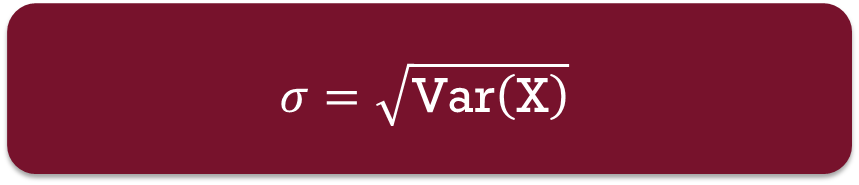 σ = √Var(X)